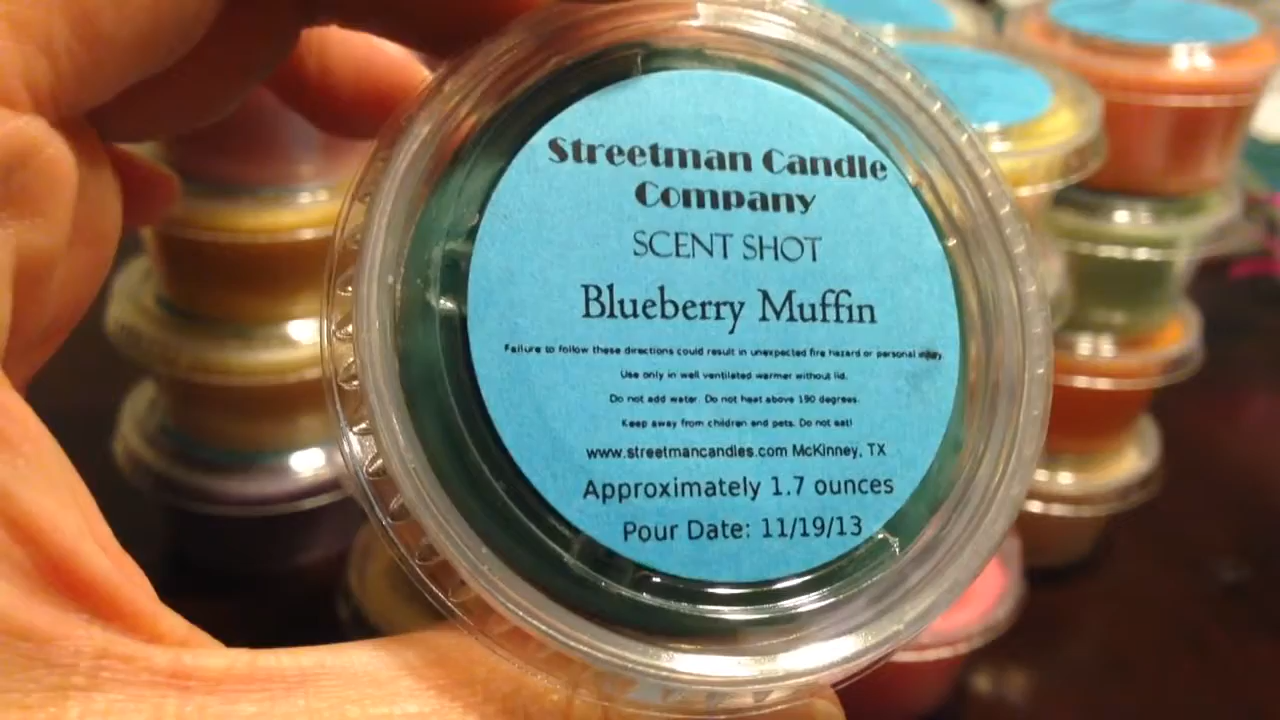 Streetman Candle
Company
SCENT SHOT
Blueberry Muffin
Failure to follow these directions could result in unexpected fire hazard or personal injury.
Use only in well ventilated warmer without lid.
Do not add water. Do not heat above 190 degrees.
Keep away from children and pets. Do not eat!
www.streetmancandles.com McKinney, TX
Approximately 1.7 ounces
Pour Date: 11/19/13